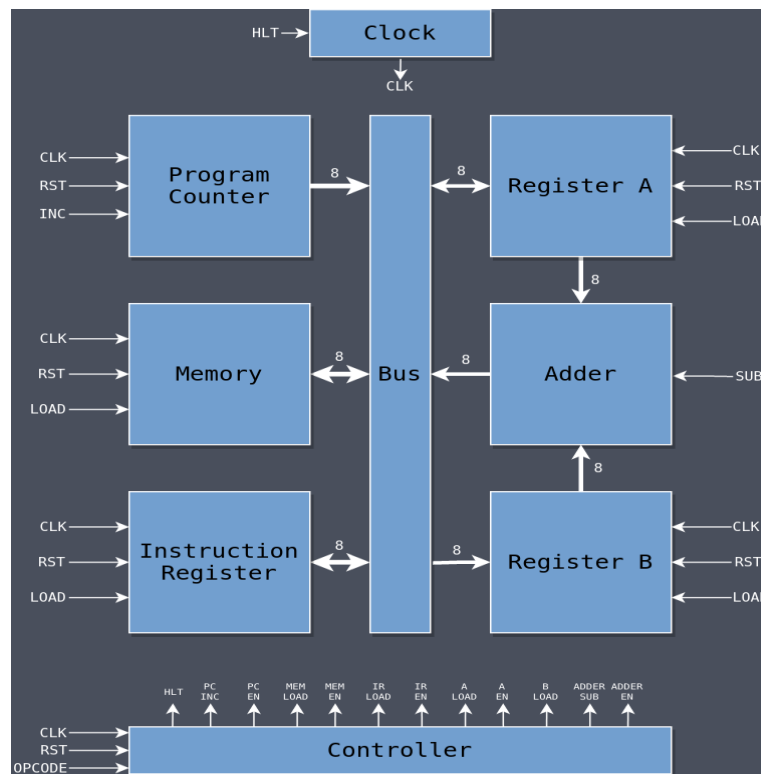 HLT
Clock
CLK
CLK
RST
INC
Program
Counter
8
8
Register A
CLK
RST
LOAD
8
CLK
RST
LOAD
Memory
8
Bus
8
Adder
SUB
8
CLK
RST
LOAD
Instruction
Register
8
8
Register B
CLK
RST
LOAD
HLT
PC
INC
PC
EN
MEM
LOAD
MEM
EN
IR
LOAD
IR
EN
A
LOAD
A
EN
B
LOAD
ADDER
SUB
ADDER
EN
CLK
RST
OPCODE
Controller